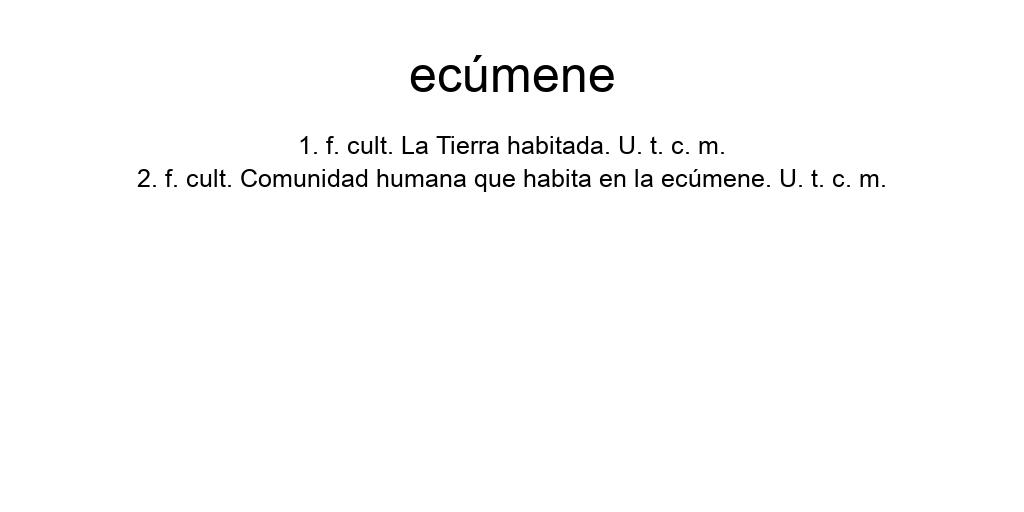 ecúmene
1. f. cult. La Tierra habitada. U. t. c. m.
2. f. cult. Comunidad humana que habita en la ecúmene. U. t. c. m.